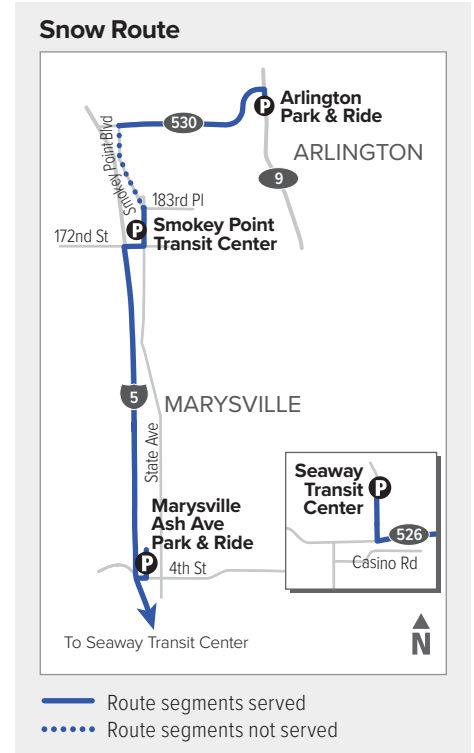 Snow Route
Arlington
Park & Ride
530
ARLINGTON
9
Smokey Point Blvd
183rd Pl
Smokey Point
Transit Center
172nd St
5
MARYSVILLE
State Ave
Marysville
Ash Ave
Park & Ride
4th St
Seaway
Transit
Center
526
Casino Rd
To Seaway Transit Center
N
Route segments served
Route segments not served
P
P
P
P